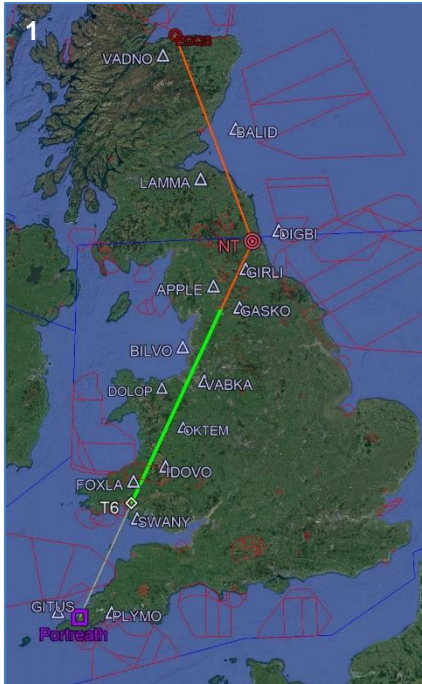 1
VADNO
BALID
LAMMA
DIGBI
NT
GIRLI
APPLE
GASKO
BILVO
DOLOP
VABKA
OKTEM
IDOVO
FOXLA
T6
SWANY
GITUS
PLYMO
Portreath